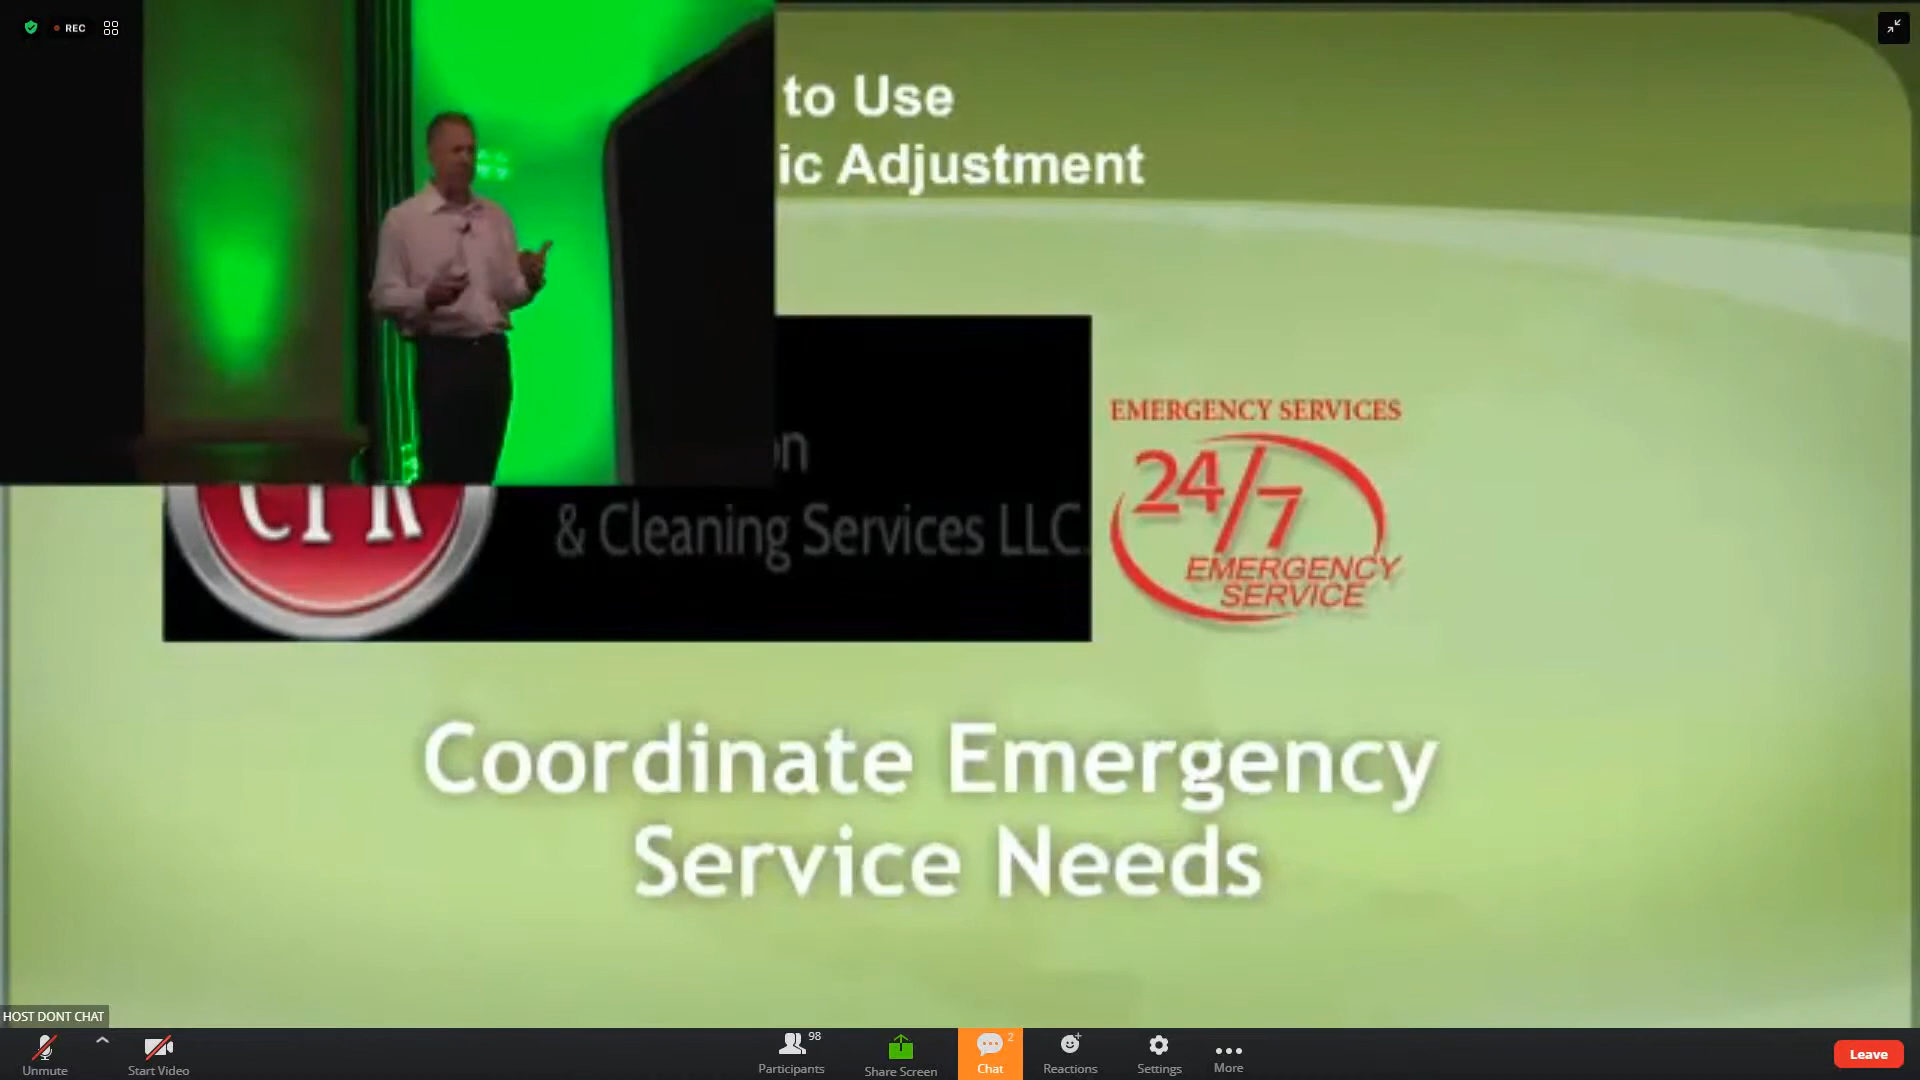 REC
to Use
ic Adjustment
EMERGENCY SERVICES
24/7
EMERGENCY
SERVICE
& Cleaning Services LLC.
Coordinate Emergency
Service Needs
HOST DONT CHAT
Unmute
Start Video
98
Participants
Share Screen
2
Chat
Reactions
Settings
More
Leave